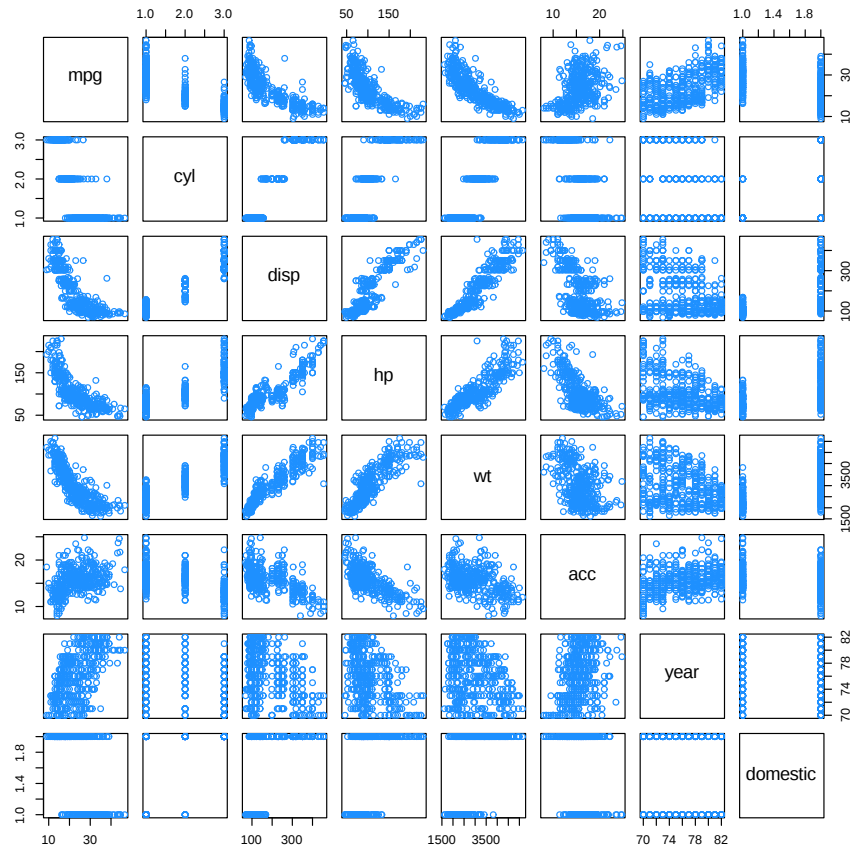 1.0 2.0 3.0 50 150 10 20 1.0 1.4 1.8
mpg 10 30
1.0 2.0 3.0 cyl
disp 100 300
50 150 hp
wt 1500 3500
10 20 acc
year 70 74 78 82
1.0 1.4 1.8 domestic
10 30 100 300 1500 3500 70 74 78 82